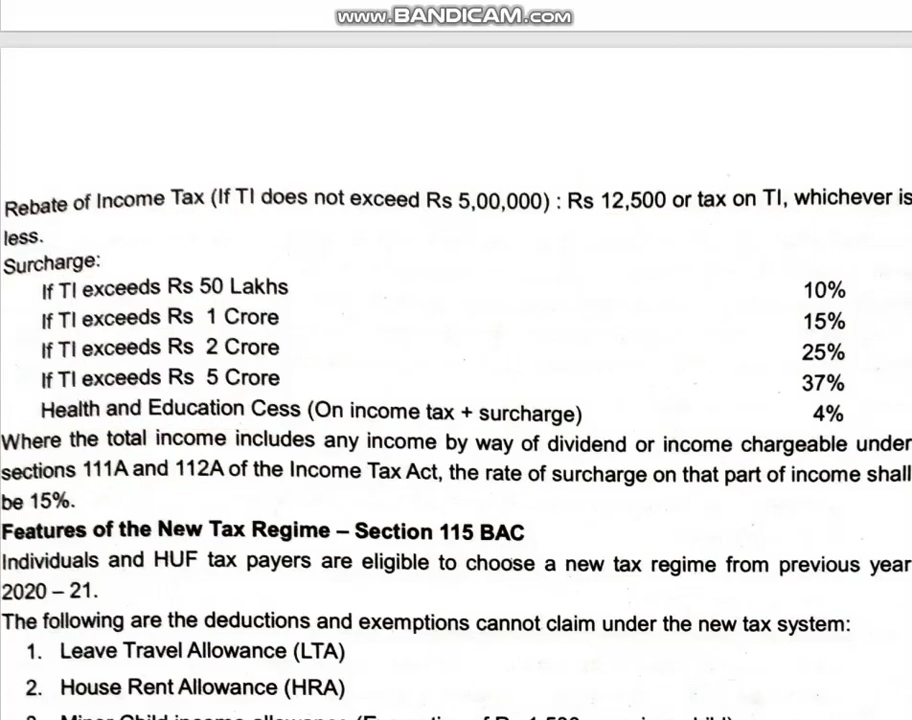 www.BANDICAM.com
Rebate of Income Tax (If TI does not exceed Rs 5,00,000) : Rs 12,500 or tax on TI, whichever is
less.
Surcharge:
If TI exceeds Rs 50 Lakhs 10%
If TI exceeds Rs 1 Crore 15%
If TI exceeds Rs 2 Crore 25%
If TI exceeds Rs 5 Crore 37%
Health and Education Cess (On income tax + surcharge) 4%
Where the total income includes any income by way of dividend or income chargeable under
sections 111A and 112A of the Income Tax Act, the rate of surcharge on that part of income shall
be 15%.
Features of the New Tax Regime – Section 115 BAC
Individuals and HUF tax payers are eligible to choose a new tax regime from previous year
2020 – 21.
The following are the deductions and exemptions cannot claim under the new tax system:
1. Leave Travel Allowance (LTA)
2. House Rent Allowance (HRA)